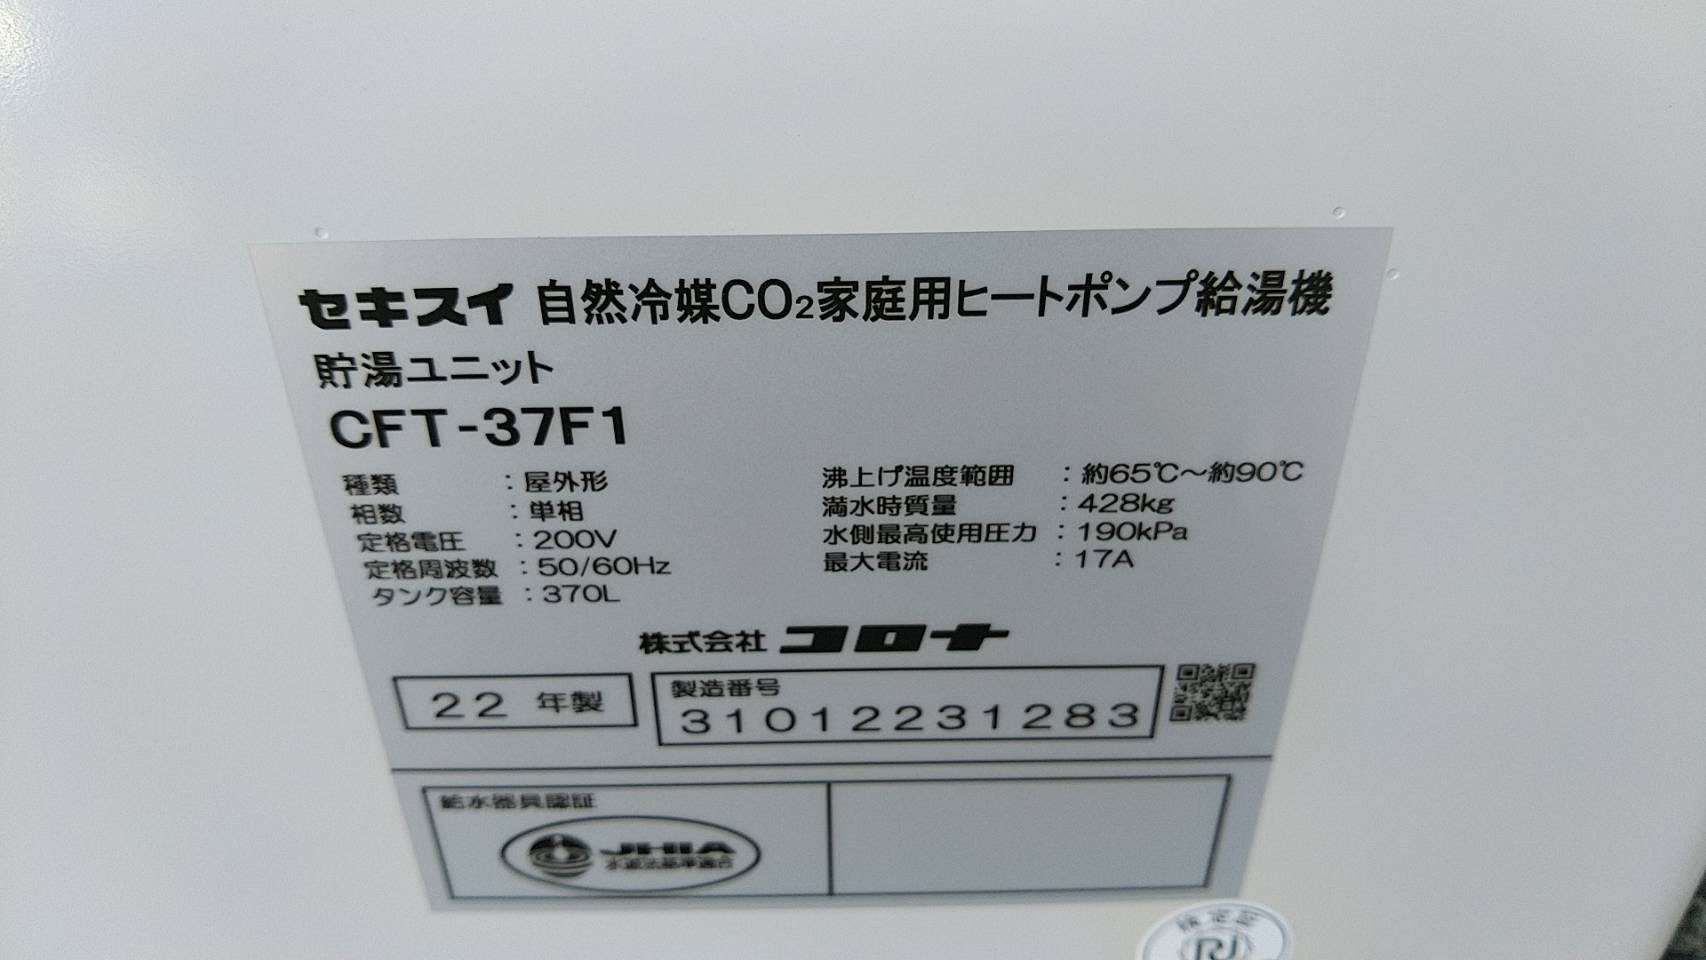 セキスイ 自然冷媒CO₂家庭用ヒートポンプ給湯機
貯湯ユニット
CFT-37F1
種類 ：屋外形
相数 ：単相
定格電圧 ：200V
定格周波数 ：50/60Hz
タンク容量 ：370L
沸上げ温度範囲 ：約65℃～約90℃
満水時質量 ：428kg
水側最高使用圧力 ：190kPa
最大電流 ：17A
株式会社 コロナ
22 年製
製造番号
31012231283
給水器具認証
JHIA